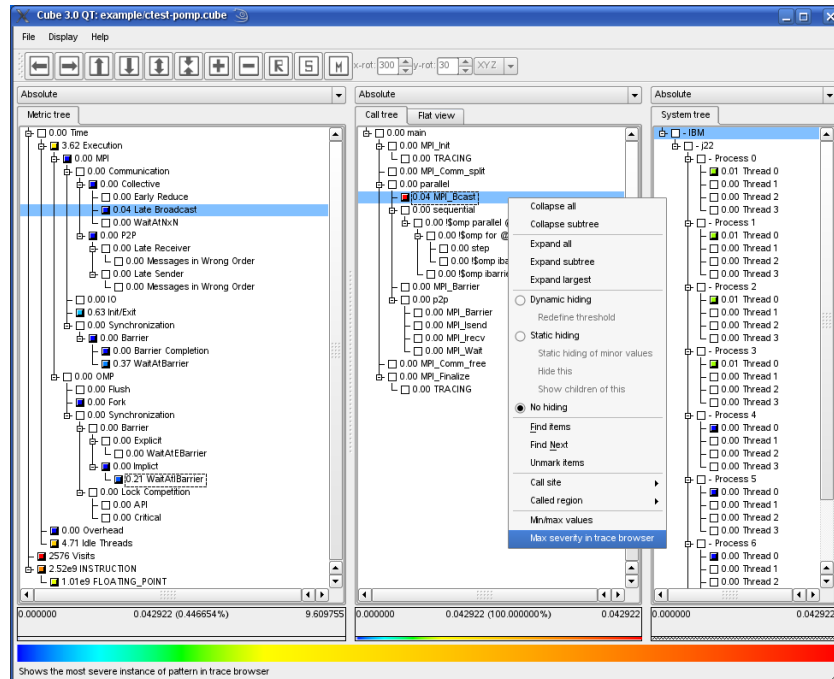 Cube 3.0 QT: example/ctest-pomp.cube
File Display Help
R S M x-rot: 300 y-rot: 30 XYZ
Absolute
Metric tree
0.00 Time
3.62 Execution
0.00 MPI
0.00 Communication
0.00 Collective
0.00 Early Reduce
0.04 Late Broadcast
0.00 WaitAtNxN
0.00 P2P
0.00 Late Receiver
0.00 Messages in Wrong Order
0.00 Late Sender
0.00 Messages in Wrong Order
0.00 IO
0.63 Init/Exit
0.00 Synchronization
0.00 Barrier
0.00 Barrier Completion
0.37 WaitAtBarrier
0.00 OMP
0.00 Flush
0.00 Fork
0.00 Synchronization
0.00 Barrier
0.00 Explicit
0.00 WaitAtEBarrier
0.00 Implict
0.21 WaitAtIBarrier
0.00 Lock Competition
0.00 API
0.00 Critical
0.00 Overhead
4.71 Idle Threads
2576 Visits
2.52e9 INSTRUCTION
1.01e9 FLOATING_POINT
0.000000 0.042922 (0.446654%) 9.609755
Absolute
Call tree Flat view
0.00 main
0.00 MPI_Init
0.00 TRACING
0.00 MPI_Comm_split
0.00 parallel
0.04 MPI_Bcast
0.00 sequential
0.00 !$omp parallel @
0.00 !$omp for @
0.00 step
0.00 !$omp iba
0.00 !$omp ibarrie
0.00 MPI_Barrier
0.00 p2p
0.00 MPI_Barrier
0.00 MPI_Isend
0.00 MPI_Irecv
0.00 MPI_Wait
0.00 MPI_Comm_free
0.00 MPI_Finalize
0.00 TRACING
0.000000 0.042922 (100.000000%) 0.042922
Collapse all
Collapse subtree
Expand all
Expand subtree
Expand largest
Dynamic hiding
Redefine threshold
Static hiding
Static hiding of minor values
Hide this
Show children of this
No hiding
Find items
Find Next
Unmark items
Call site
Called region
Min/max values
Max severity in trace browser
Absolute
System tree
- IBM
- j22
- Process 0
0.01 Thread 0
0.00 Thread 1
0.00 Thread 2
0.00 Thread 3
- Process 1
0.01 Thread 0
0.00 Thread 1
0.00 Thread 2
0.00 Thread 3
- Process 2
0.01 Thread 0
0.00 Thread 1
0.00 Thread 2
0.00 Thread 3
- Process 3
0.01 Thread 0
0.00 Thread 1
0.00 Thread 2
0.00 Thread 3
- Process 4
0.00 Thread 0
0.00 Thread 1
0.00 Thread 2
0.00 Thread 3
- Process 5
0.00 Thread 0
0.00 Thread 1
0.00 Thread 2
0.00 Thread 3
- Process 6
0.00 Thread 0
0.00 Thread 1
0.00 Thread 2
0.000000 0.042922
Shows the most severe instance of pattern in trace browser